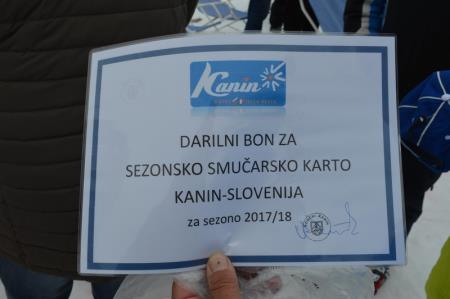 Kanin
DARILNI BON ZA
SEZONSKO SMUČARSKO KARTO
KANIN-SLOVENIJA
za sezono 2017/18